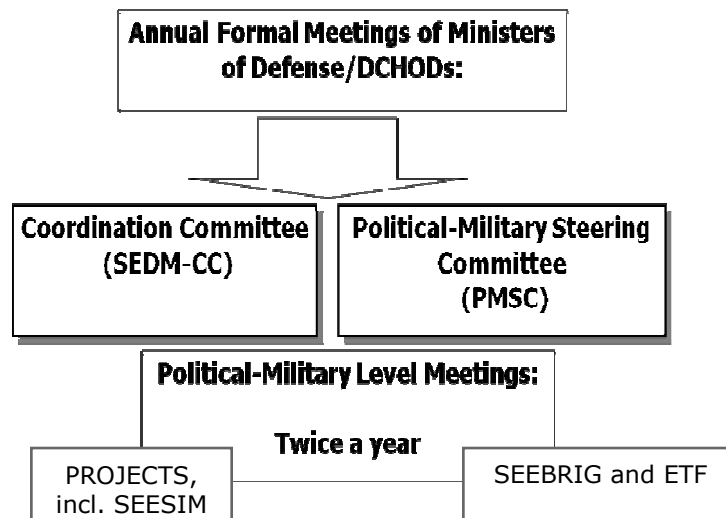 Annual Formal Meetings of Ministers
of Defense/DCHODs:
Coordination Committee
(SEDM-CC)
Political-Military Steering
Committee
(PMSC)
Political-Military Level Meetings:
Twice a year
PROJECTS,
incl. SEESIM
SEEBRIG and ETF